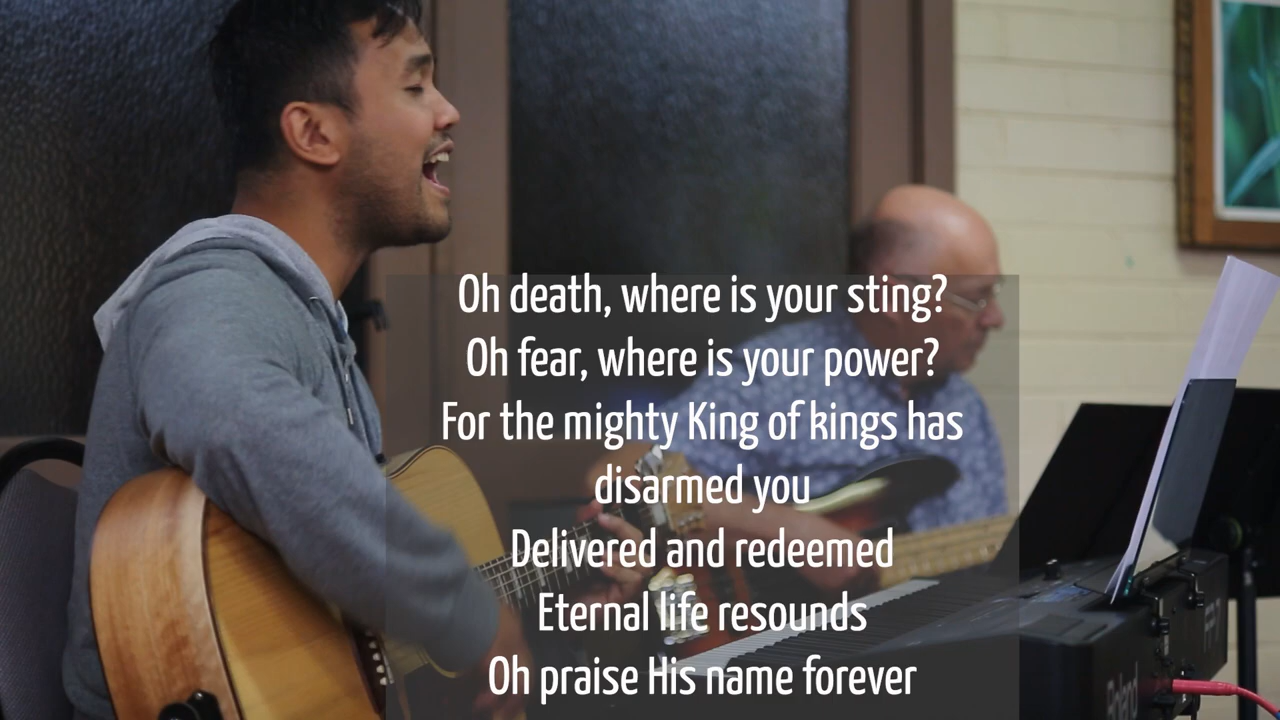 Oh death, where is your sting?
Oh fear, where is your power?
For the mighty King of kings has
disarmed you
Delivered and redeemed
Eternal life resounds
Oh praise His name forever
Roland